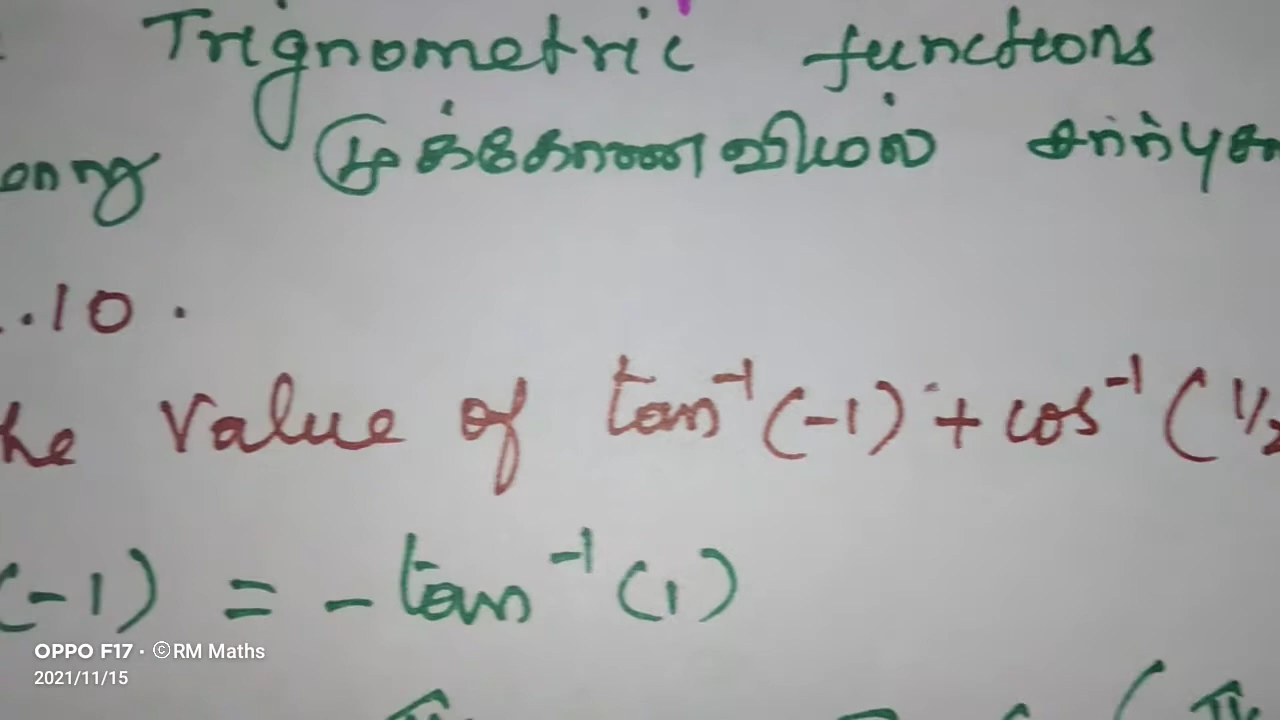 Trignometric functions
முக்கோணவியல் சார்புக
..10.
he value of tan⁻¹(-1) + cos⁻¹(1/2
(-1) = - tan⁻¹(1)
OPPO F17 · ©RM Maths
2021/11/15